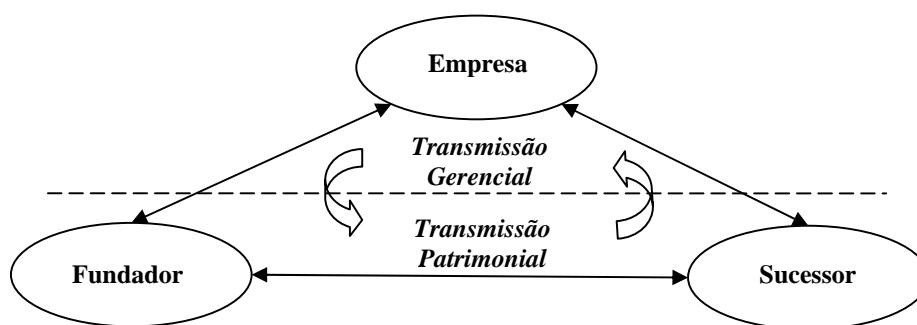 Empresa
Transmissão
Gerencial
Transmissão
Patrimonial
Fundador
Sucessor